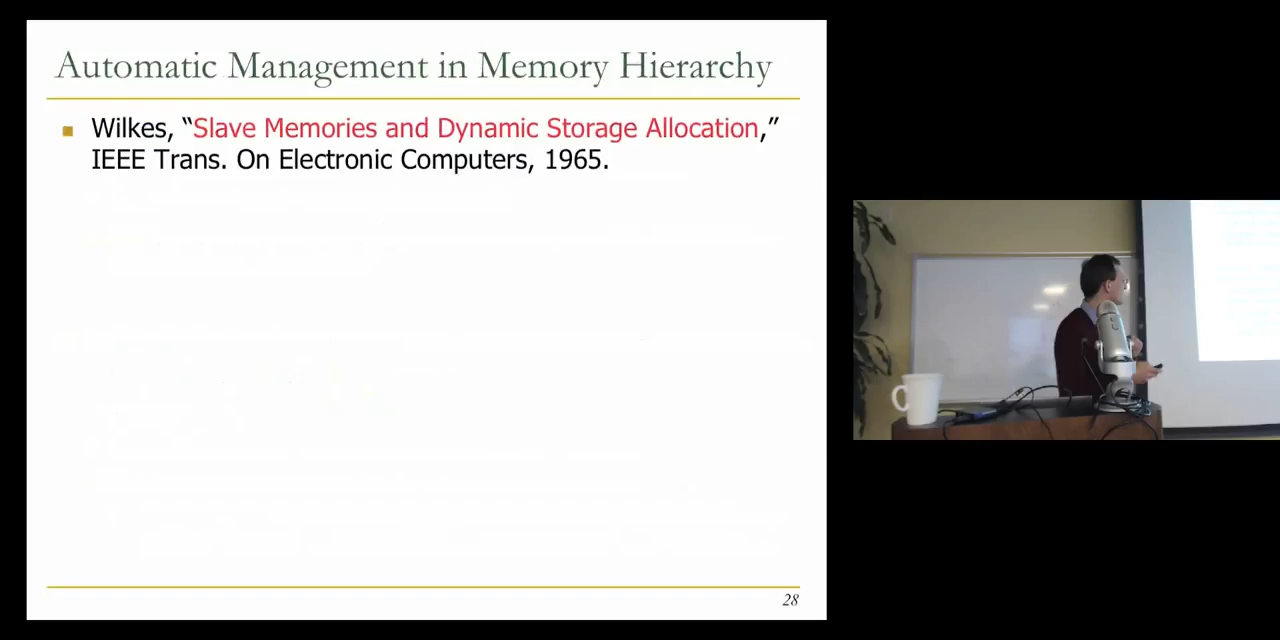 Automatic Management in Memory Hierarchy
Wilkes, “Slave Memories and Dynamic Storage Allocation,”
IEEE Trans. On Electronic Computers, 1965.
28